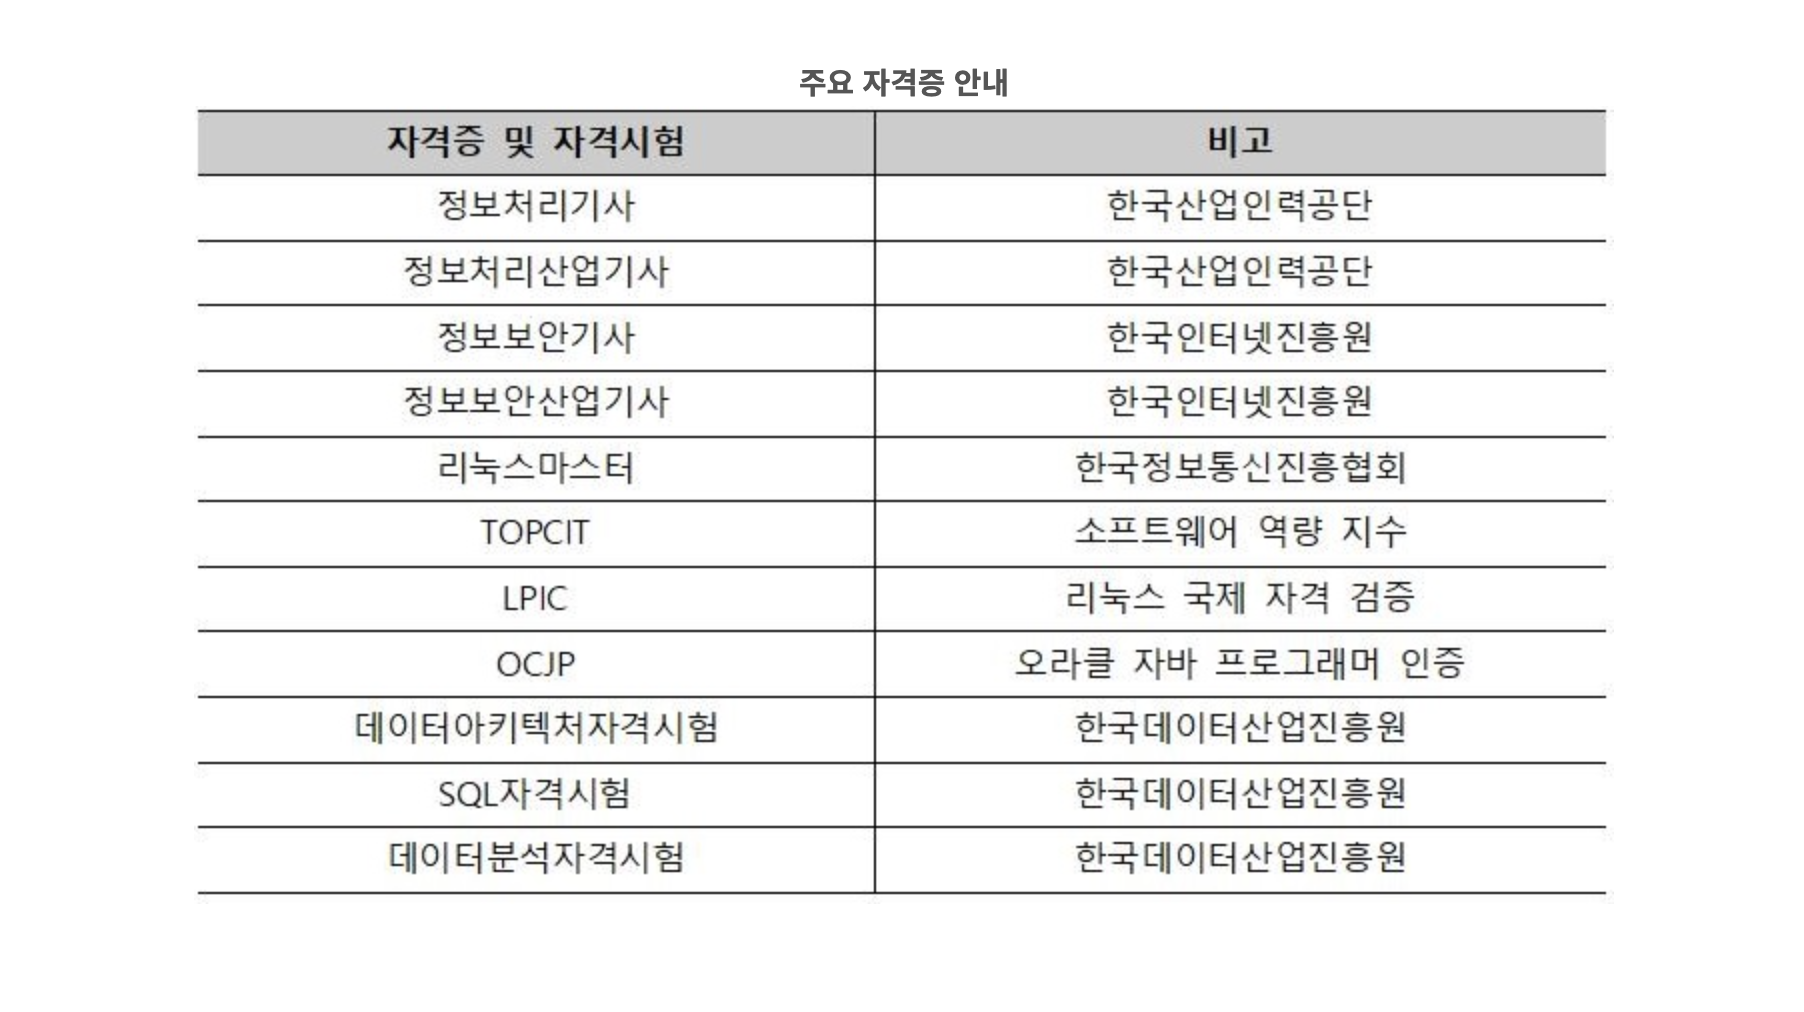 주요 자격증 안내
자격증 및 자격시험 비고
정보처리기사 한국산업인력공단
정보처리산업기사 한국산업인력공단
정보보안기사 한국인터넷진흥원
정보보안산업기사 한국인터넷진흥원
리눅스마스터 한국정보통신진흥협회
TOPCIT 소프트웨어 역량 지수
LPIC 리눅스 국제 자격 검증
OCJP 오라클 자바 프로그래머 인증
데이터아키텍처자격시험 한국데이터산업진흥원
SQL자격시험 한국데이터산업진흥원
데이터분석자격시험 한국데이터산업진흥원